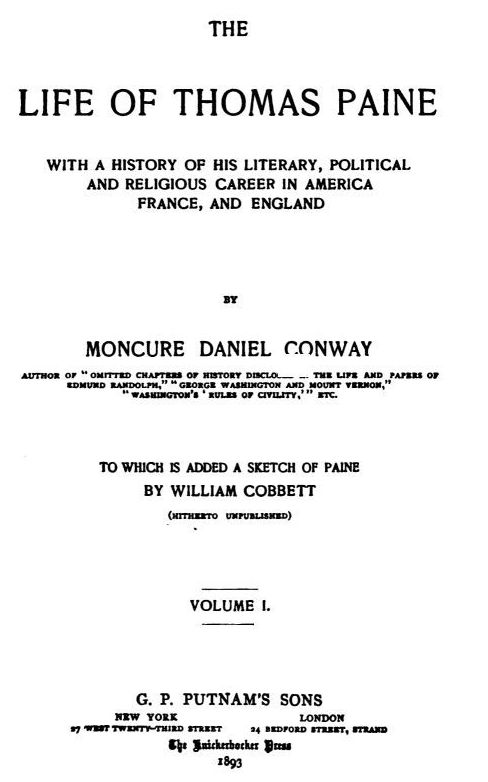 THE
LIFE OF THOMAS PAINE
WITH A HISTORY OF HIS LITERARY, POLITICAL
AND RELIGIOUS CAREER IN AMERICA
FRANCE, AND ENGLAND
BY
MONCURE DANIEL CONWAY
AUTHOR OF "OMITTED CHAPTERS OF HISTORY THE LIFE AND PAPERS OF
EDMUND RANDOLPH," "GEORGE WASHINGTON AND MOUNT VERNON,"
"WASHINGTON'S 'RULES OF CIVILITY,'" ETC.
TO WHICH IS ADDED A SKETCH OF PAINE
BY WILLIAM COBBETT
(HITHERTO UNPUBLISHED)
VOLUME I.
G. P. PUTNAM'S SONS
NEW YORK LONDON
27 WEST TWENTY-THIRD STREET 24 BEDFORD STREET, STRAND
The Knickerbocker Press
1893